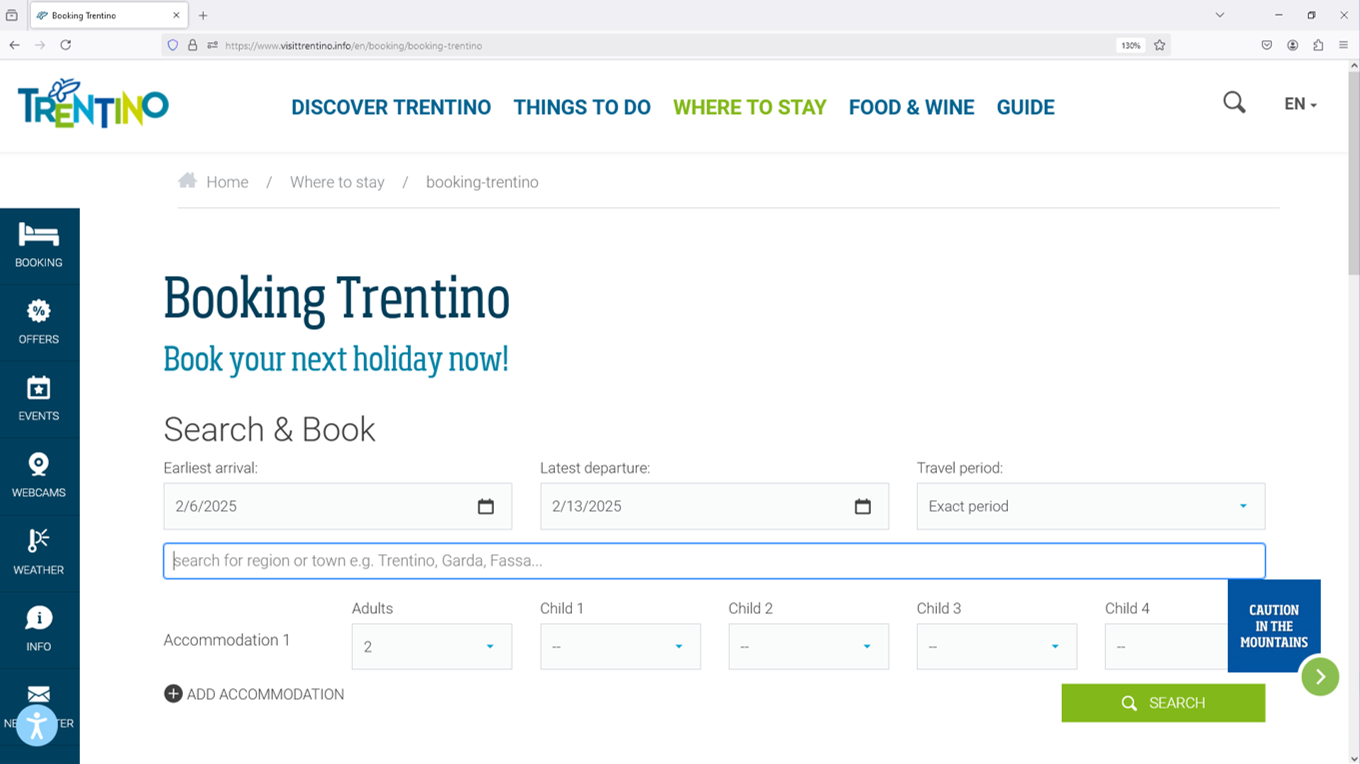 Booking Trentino
https://www.visittrentino.info/en/booking/booking-trentino
130%
TRENTINO
DISCOVER TRENTINO THINGS TO DO WHERE TO STAY FOOD & WINE GUIDE
EN
Home / Where to stay / booking-trentino
BOOKING
OFFERS
EVENTS
WEBCAMS
WEATHER
INFO
Booking Trentino
Book your next holiday now!
Search & Book
Earliest arrival: Latest departure: Travel period:
2/6/2025 2/13/2025 Exact period
search for region or town e.g. Trentino, Garda, Fassa...
Adults Child 1 Child 2 Child 3 Child 4
Accommodation 1 2 -- -- -- --
ADD ACCOMMODATION
CAUTION
IN THE
MOUNTAINS
SEARCH